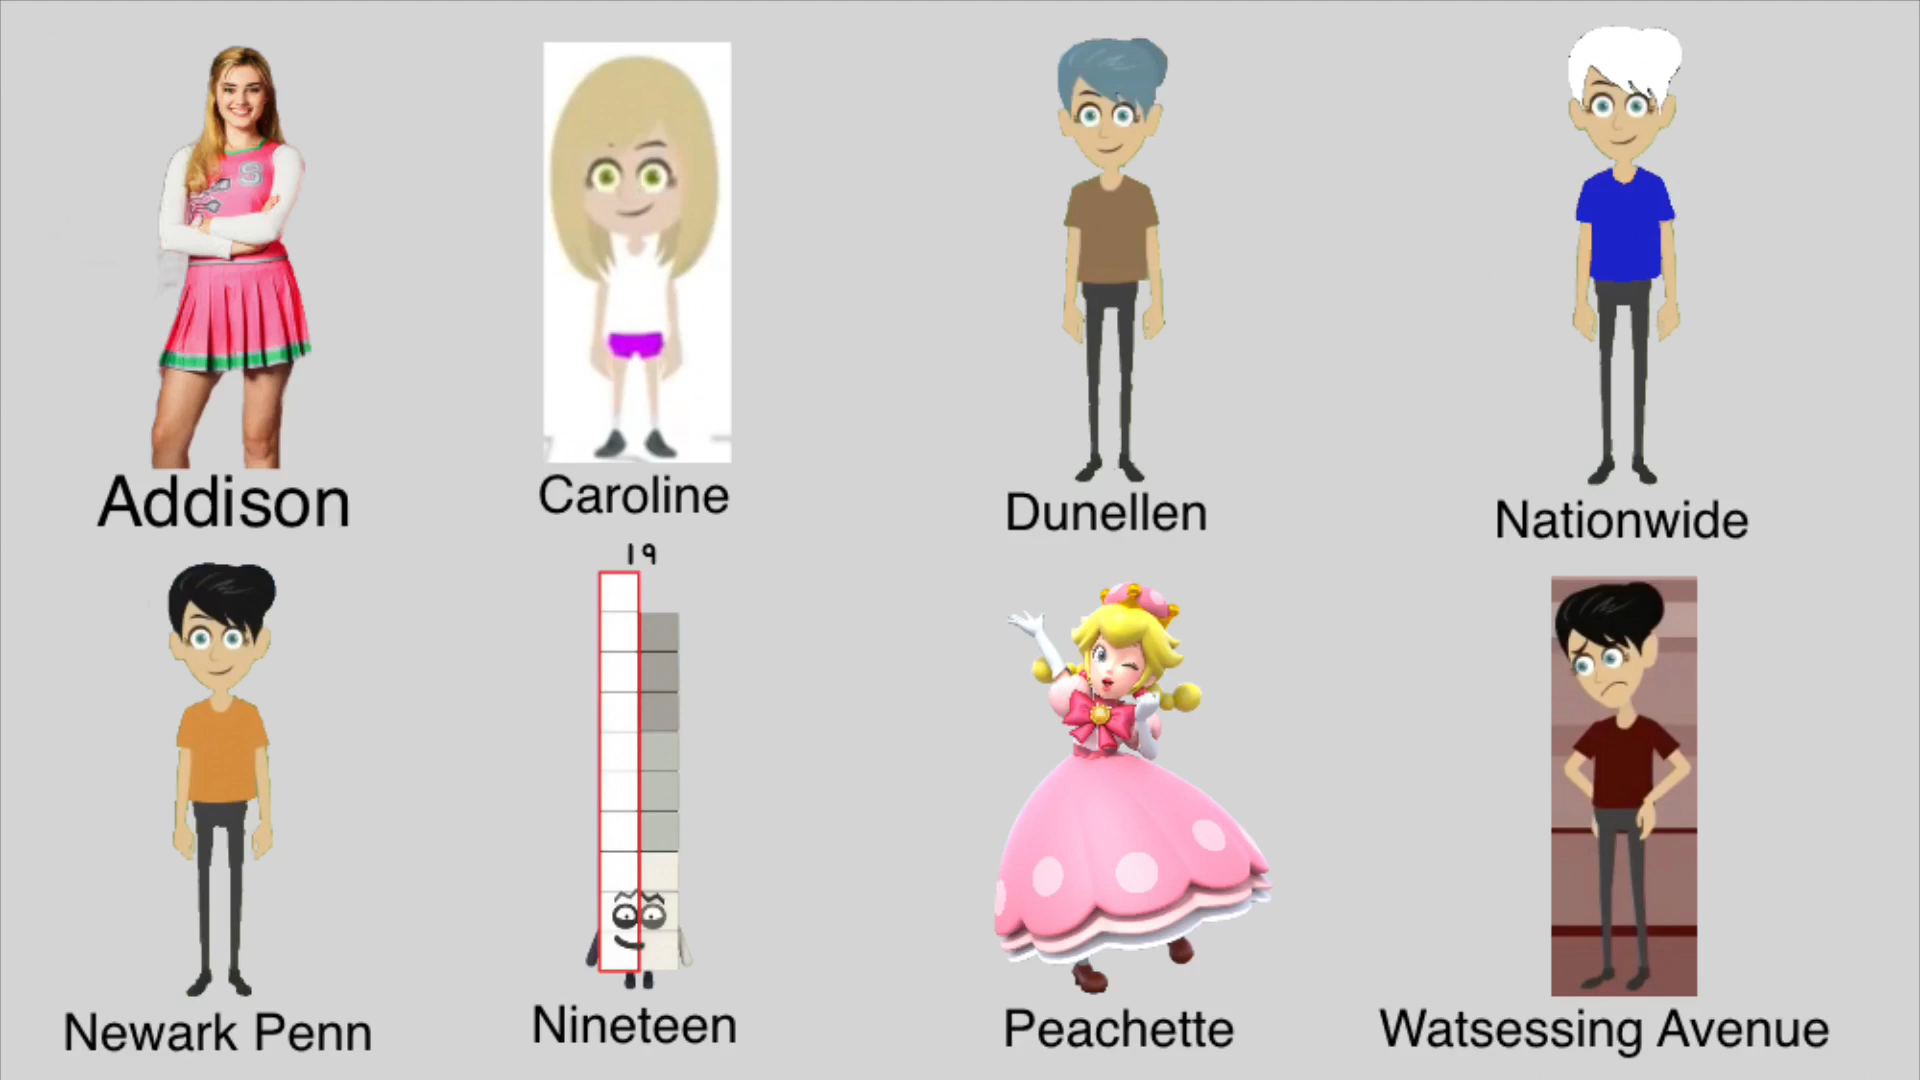 S
Addison
Caroline
Dunellen
Nationwide
19
Newark Penn
Nineteen
Peachette
Watsessing Avenue